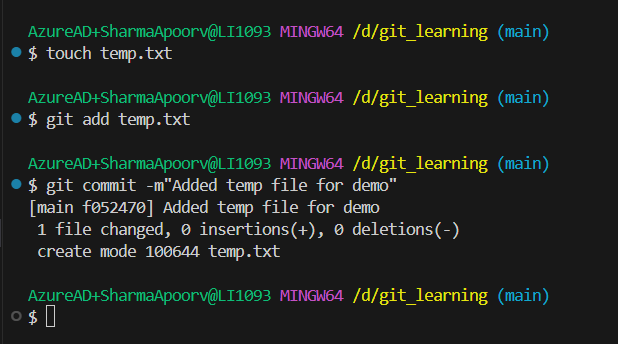 AzureAD+SharmaApoorv@LI1093 MINGW64 /d/git_learning (main)
$ touch temp.txt
AzureAD+SharmaApoorv@LI1093 MINGW64 /d/git_learning (main)
$ git add temp.txt
AzureAD+SharmaApoorv@LI1093 MINGW64 /d/git_learning (main)
$ git commit -m"Added temp file for demo"
[main f052470] Added temp file for demo
 1 file changed, 0 insertions(+), 0 deletions(-)
 create mode 100644 temp.txt
AzureAD+SharmaApoorv@LI1093 MINGW64 /d/git_learning (main)
$